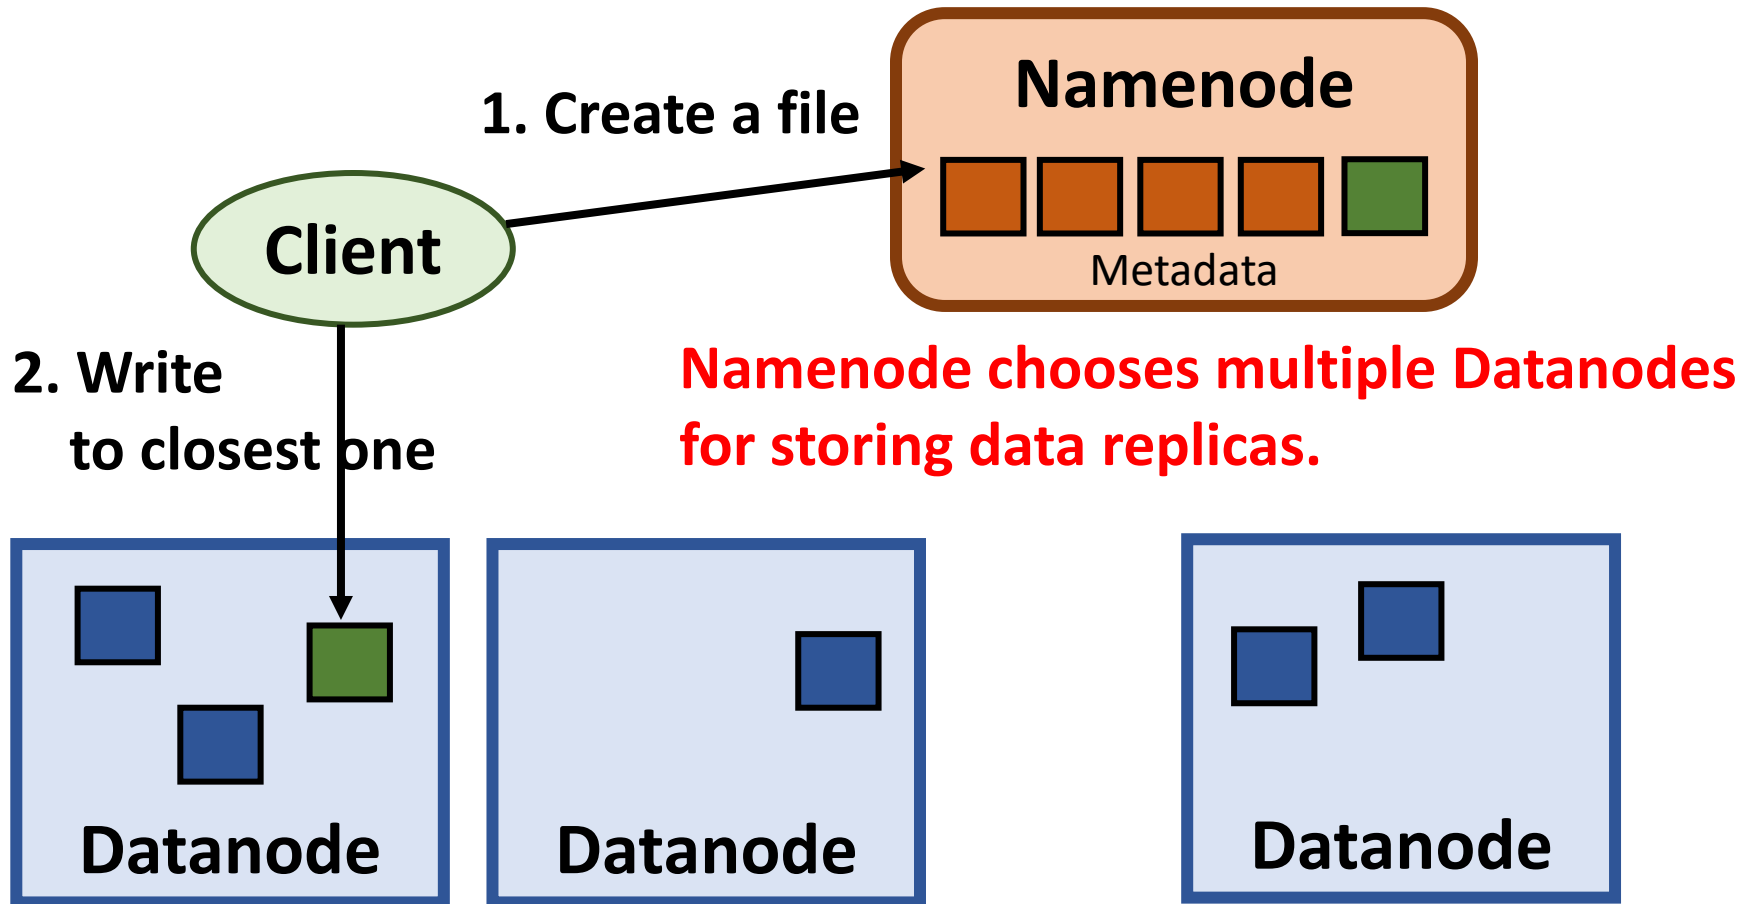 Namenode
1. Create a file
Client
Metadata
2. Write
to closest one
Namenode chooses multiple Datanodes
for storing data replicas.
Datanode
Datanode
Datanode